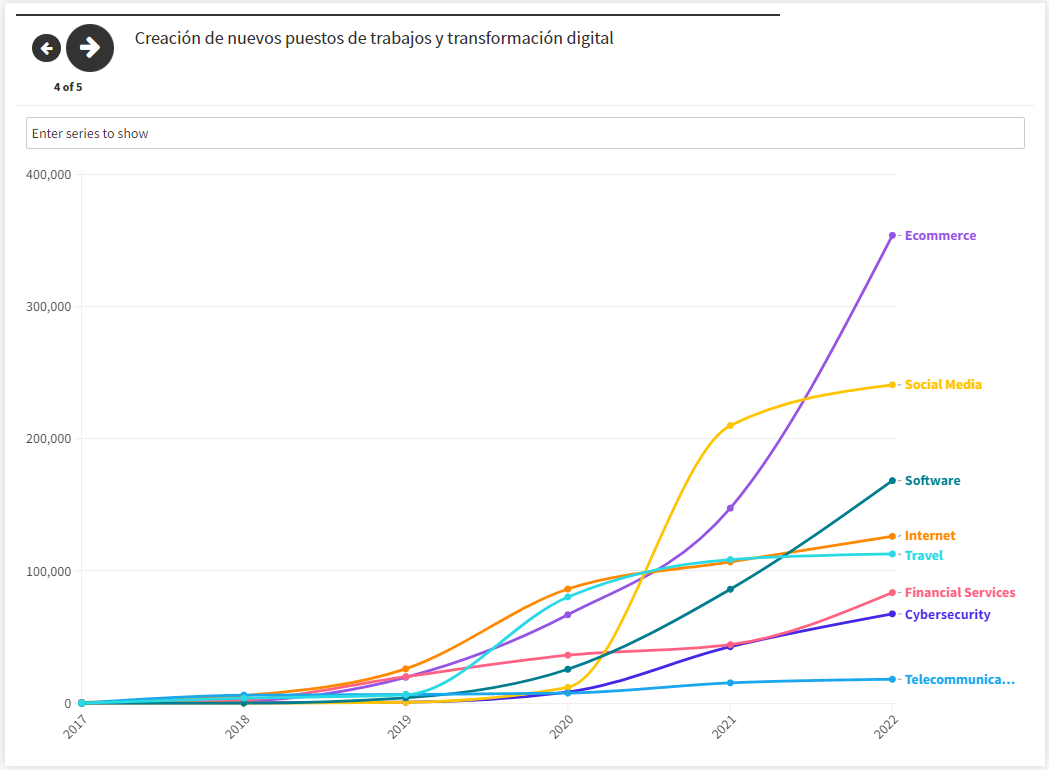 Creación de nuevos puestos de trabajos y transformación digital
4 of 5
Enter series to show
400,000
300,000
200,000
100,000
0
Ecommerce
Social Media
Software
Internet
Travel
Financial Services
Cybersecurity
Telecommunica...
2017
2018
2019
2020
2021
2022